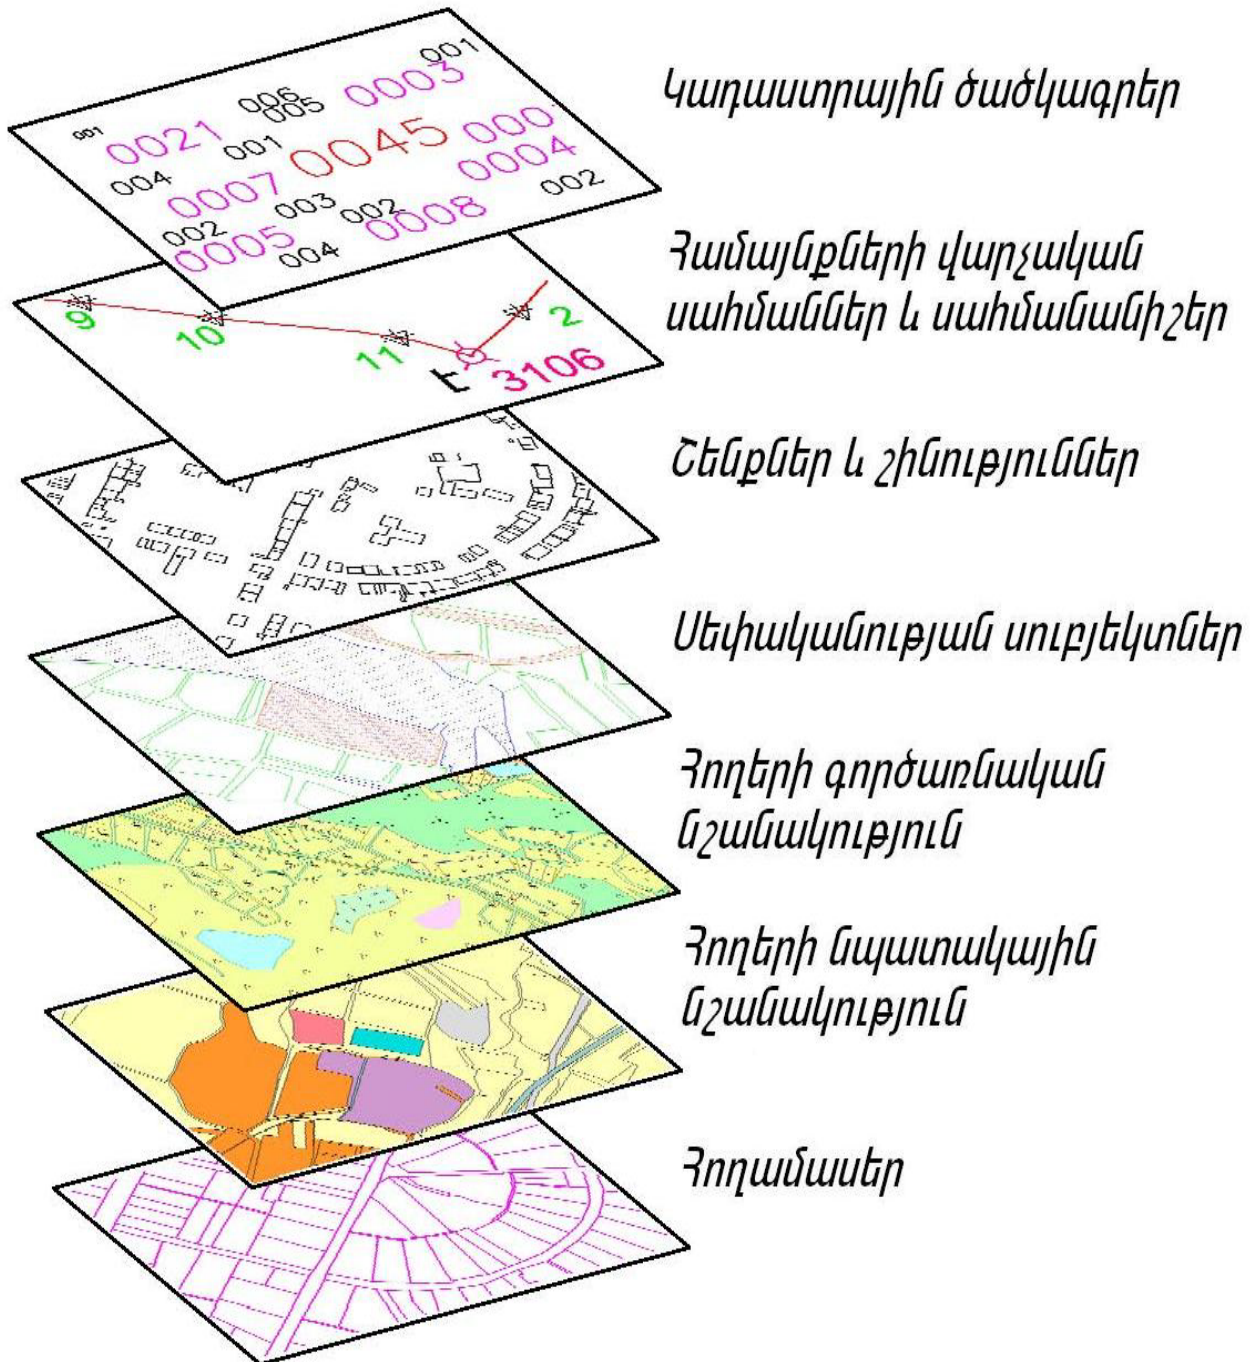 Կադաստրային ծածկագրեր
001
006
005
0003
001
0021
001
0045
000
004
0007
0004
003
002
002
002
0008
0005
004
Համայնքների վարչական
սահմաններ և սահմանանիշեր
9
10
11
2
Է 3106
Շենքներ և շինություններ
Սեփականության սուբյեկտներ
Հողերի գործառնական
նշանակություն
Հողերի նպատակային
նշանակություն
Հողամասեր